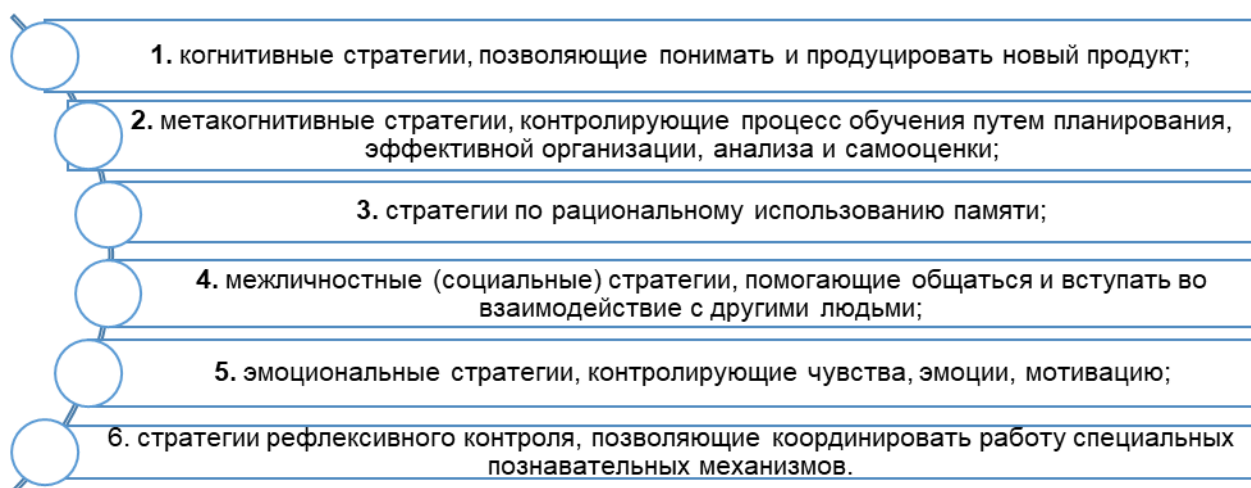 1. когнитивные стратегии, позволяющие понимать и продуцировать новый продукт;
2. метакогнитивные стратегии, контролирующие процесс обучения путем планирования,
эффективной организации, анализа и самооценки;
3. стратегии по рациональному использованию памяти;
4. межличностные (социальные) стратегии, помогающие общаться и вступать во
взаимодействие с другими людьми;
5. эмоциональные стратегии, контролирующие чувства, эмоции, мотивацию;
6. стратегии рефлексивного контроля, позволяющие координировать работу специальных
познавательных механизмов.